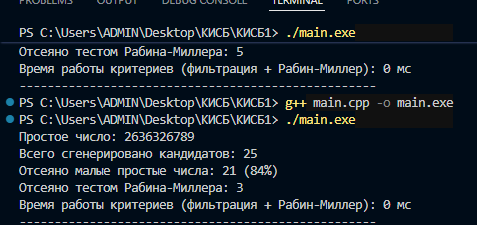 PROBLEMS OUTPUT DEBUG CONSOLE TERMINAL PORTS
PS C:\Users\ADMIN\Desktop\КИСБ\КИСБ1> ./main.exe
Отсеяно тестом Рабина-Миллера: 5
Время работы критериев (фильтрация + Рабин-Миллер): 0 мс
--------------------------------------------------
PS C:\Users\ADMIN\Desktop\КИСБ\КИСБ1> g++ main.cpp -o main.exe
PS C:\Users\ADMIN\Desktop\КИСБ\КИСБ1> ./main.exe
Простое число: 2636326789
Всего сгенерировано кандидатов: 25
Отсеяно малые простые числа: 21 (84%)
Отсеяно тестом Рабина-Миллера: 3
Время работы критериев (фильтрация + Рабин-Миллер): 0 мс
--------------------------------------------------